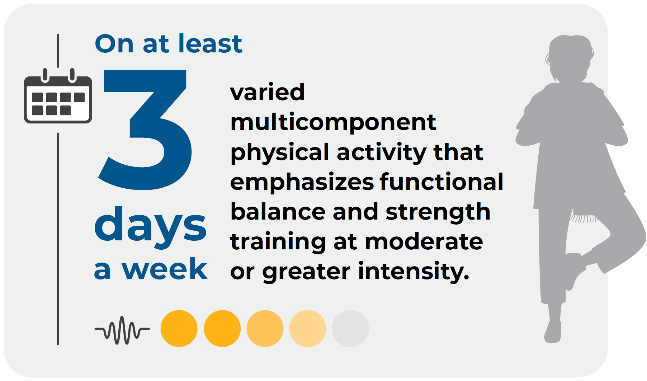 On at least
3
days
a week
varied
multicomponent
physical activity that
emphasizes functional
balance and strength
training at moderate
or greater intensity.